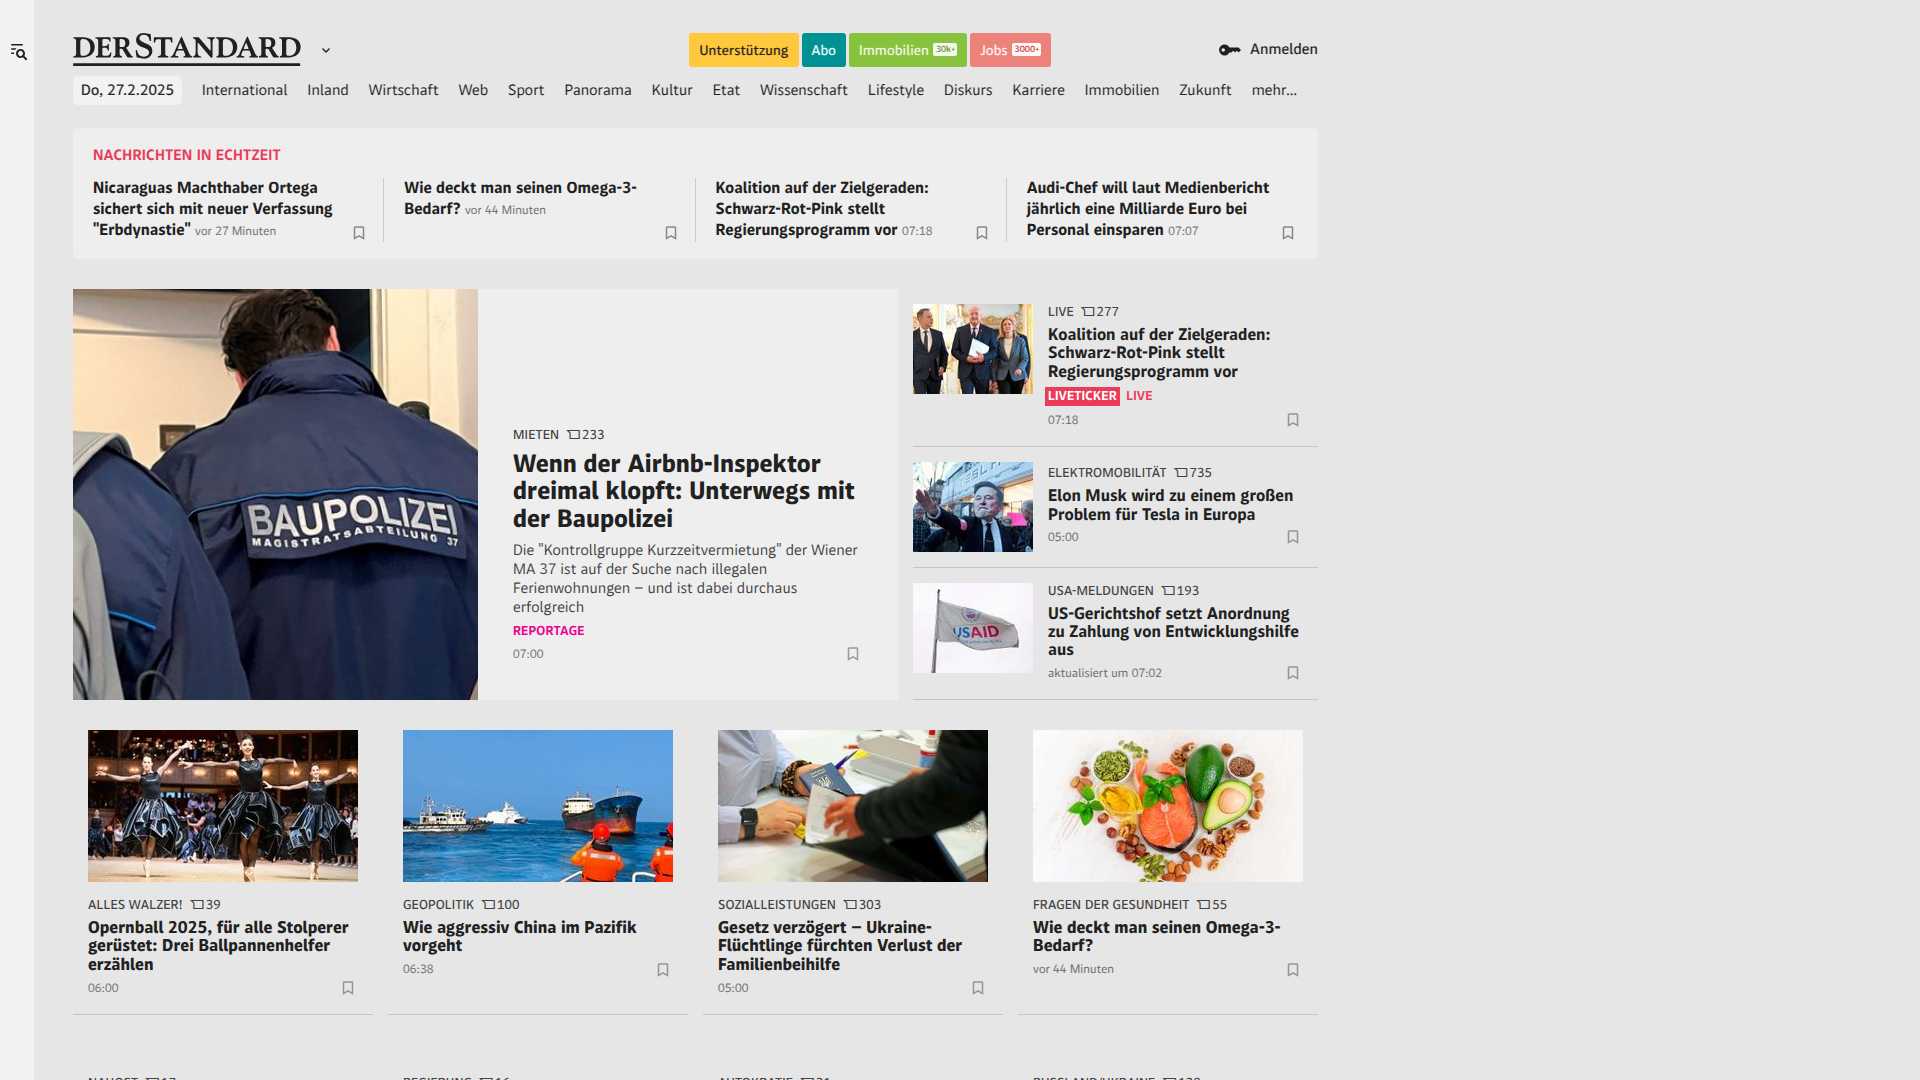 DERSTANDARD
Unterstützung
Abo
Immobilien 30k+
Jobs 3000+
Anmelden
Do, 27.2.2025
International
Inland
Wirtschaft
Web
Sport
Panorama
Kultur
Etat
Wissenschaft
Lifestyle
Diskurs
Karriere
Immobilien
Zukunft
mehr...
NACHRICHTEN IN ECHTZEIT
Nicaraguas Machthaber Ortega
sichert sich mit neuer Verfassung
"Erbdynastie" vor 27 Minuten
Wie deckt man seinen Omega-3-
Bedarf? vor 44 Minuten
Koalition auf der Zielgeraden:
Schwarz-Rot-Pink stellt
Regierungsprogramm vor 07:18
Audi-Chef will laut Medienbericht
jährlich eine Milliarde Euro bei
Personal einsparen 07:07
BAUPOLIZEI
MAGISTRATSABTEILUNG 37
MIETEN 233
Wenn der Airbnb-Inspektor
dreimal klopft: Unterwegs mit
der Baupolizei
Die "Kontrollgruppe Kurzzeitvermietung" der Wiener
MA 37 ist auf der Suche nach illegalen
Ferienwohnungen – und ist dabei durchaus
erfolgreich
REPORTAGE
07:00
LIVE 277
Koalition auf der Zielgeraden:
Schwarz-Rot-Pink stellt
Regierungsprogramm vor
LIVETICKER LIVE
07:18
ELEKTROMOBILITÄT 735
Elon Musk wird zu einem großen
Problem für Tesla in Europa
05:00
USAID
USA-MELDUNGEN 193
US-Gerichtshof setzt Anordnung
zu Zahlung von Entwicklungshilfe
aus
aktualisiert um 07:02
ALLES WALZER! 39
Opernball 2025, für alle Stolperer
gerüstet: Drei Ballpannenhelfer
erzählen
06:00
GEOPOLITIK 100
Wie aggressiv China im Pazifik
vorgeht
06:38
SOZIALLEISTUNGEN 303
Gesetz verzögert – Ukraine-
Flüchtlinge fürchten Verlust der
Familienbeihilfe
05:00
FRAGEN DER GESUNDHEIT 55
Wie deckt man seinen Omega-3-
Bedarf?
vor 44 Minuten